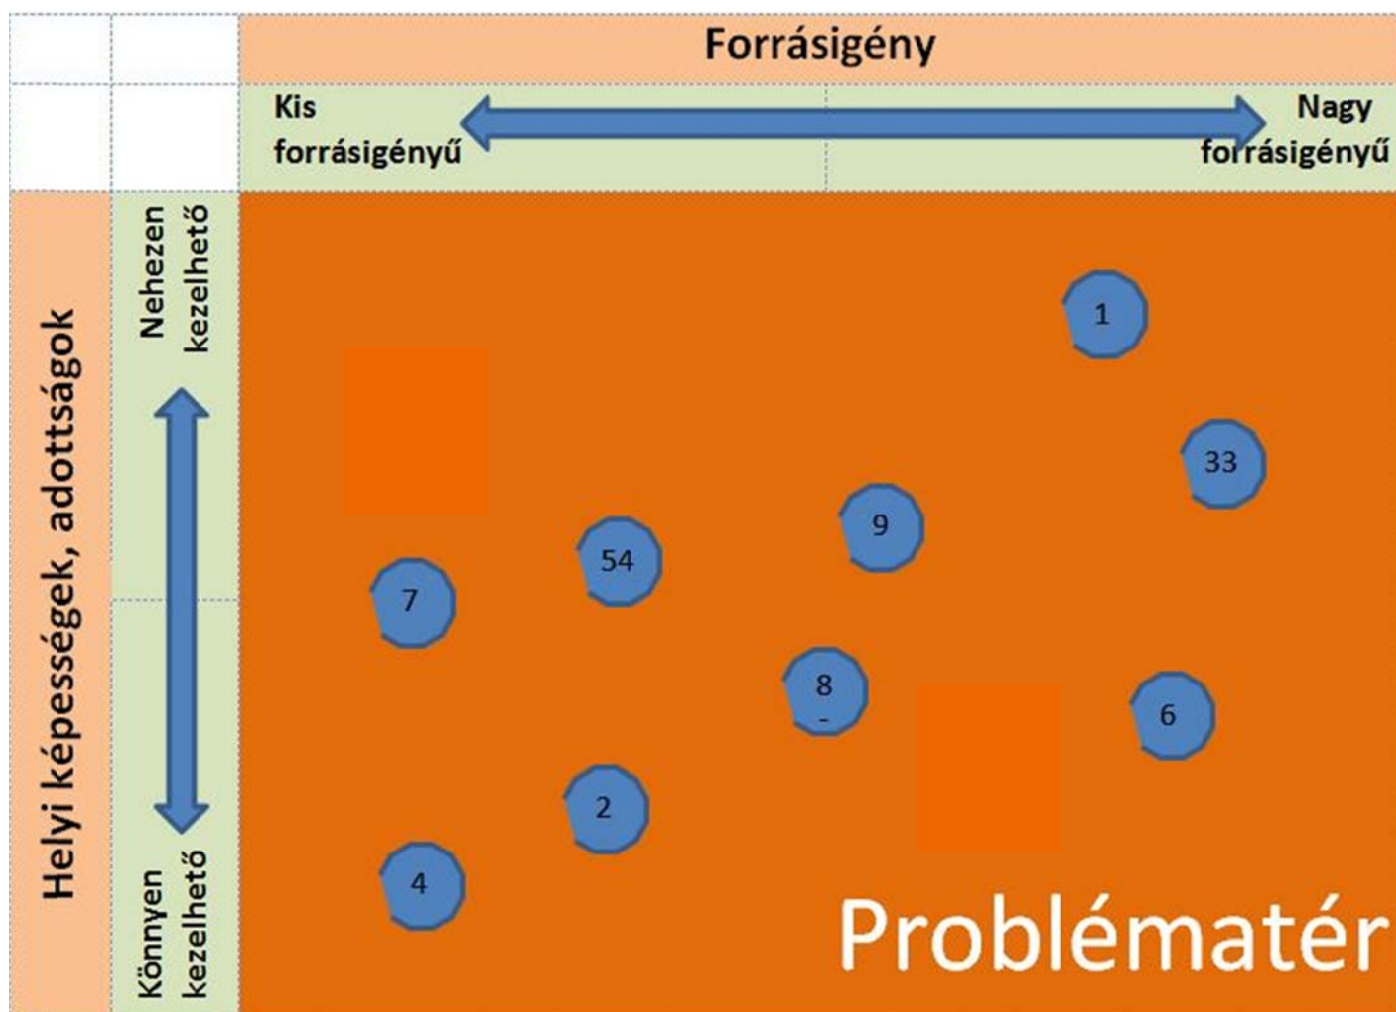 Forrásigény
Kis
forrásigényű
Nagy
forrásigényű
Helyi képességek, adottságok
Nehezen
kezelhető
Könnyen
kezelhető
1
33
9
54
7
8
-
6
2
4
Problématér